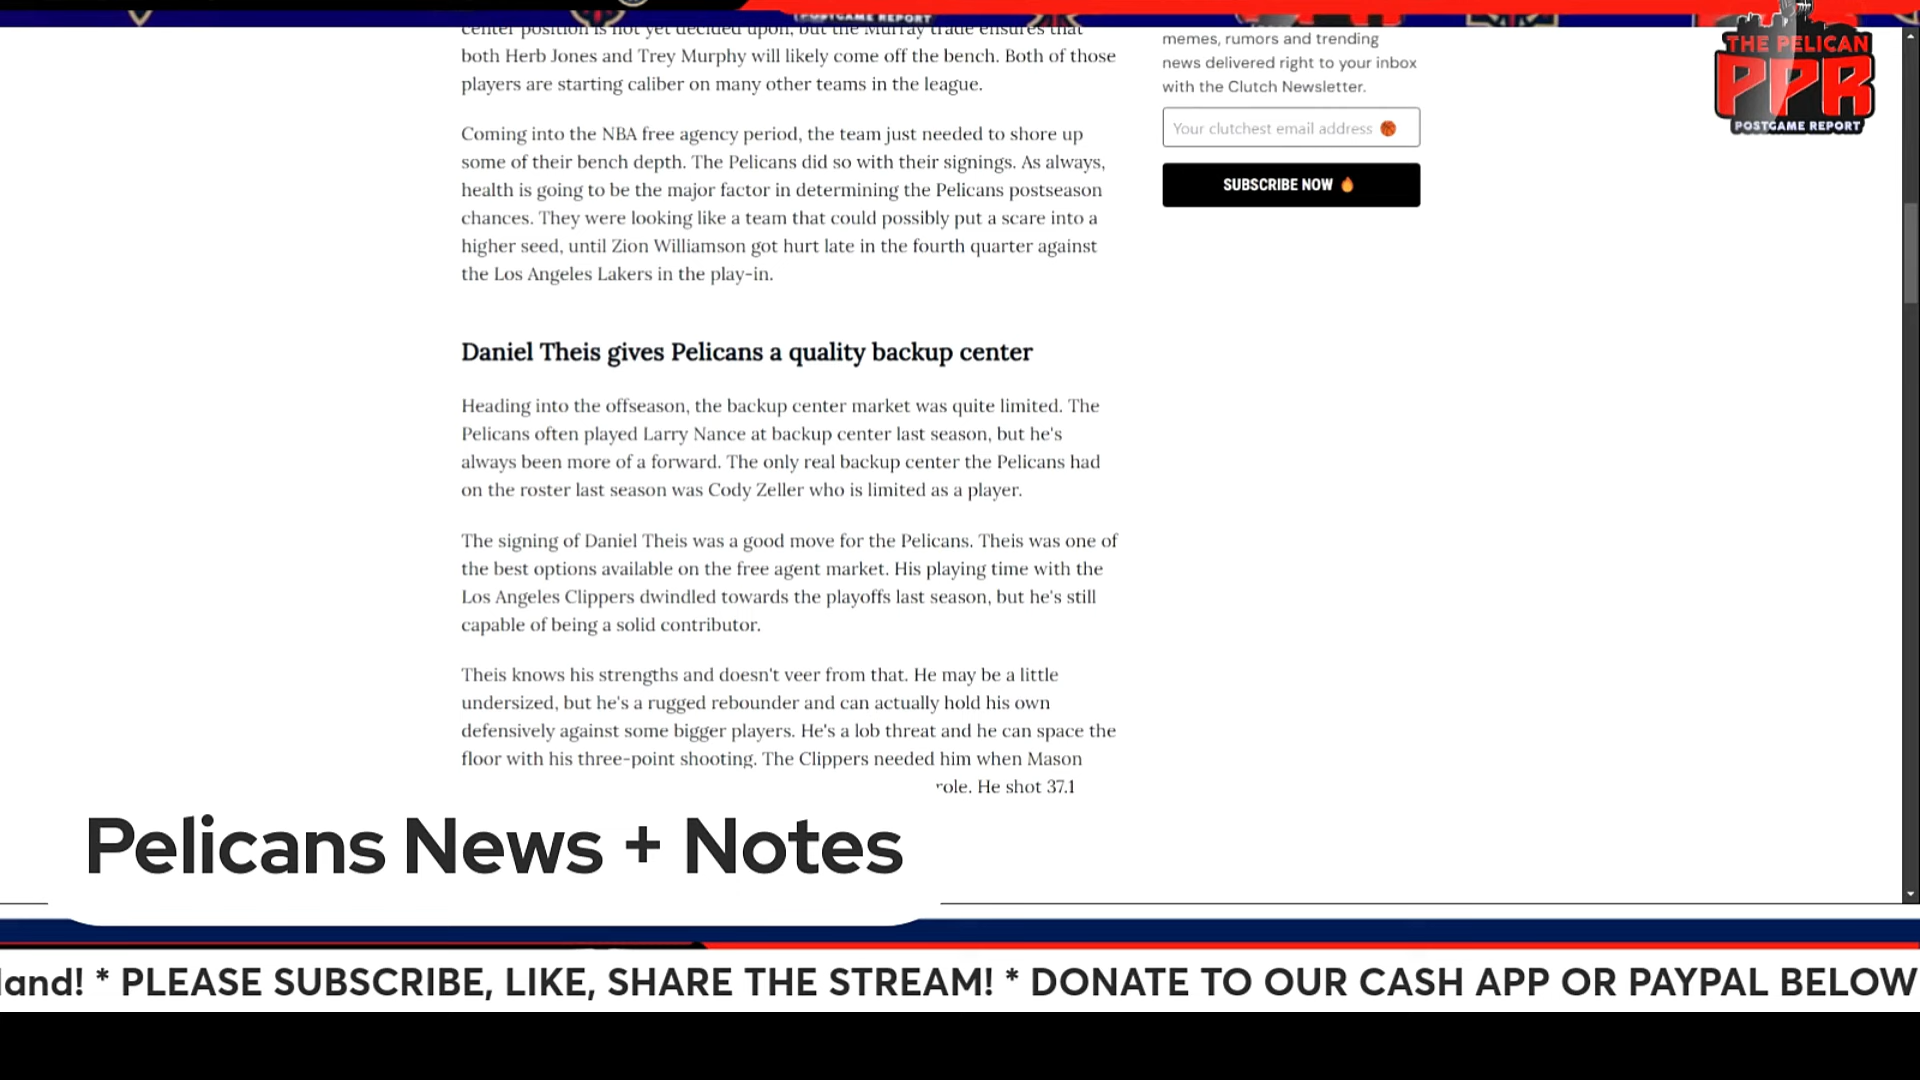 POSTGAME REPORT
center position is not yet decided upon, but the Murray trade ensures that
both Herb Jones and Trey Murphy will likely come off the bench. Both of those
players are starting caliber on many other teams in the league.
Coming into the NBA free agency period, the team just needed to shore up
some of their bench depth. The Pelicans did so with their signings. As always,
health is going to be the major factor in determining the Pelicans postseason
chances. They were looking like a team that could possibly put a scare into a
higher seed, until Zion Williamson got hurt late in the fourth quarter against
the Los Angeles Lakers in the play-in.
Daniel Theis gives Pelicans a quality backup center
Heading into the offseason, the backup center market was quite limited. The
Pelicans often played Larry Nance at backup center last season, but he's
always been more of a forward. The only real backup center the Pelicans had
on the roster last season was Cody Zeller who is limited as a player.
The signing of Daniel Theis was a good move for the Pelicans. Theis was one of
the best options available on the free agent market. His playing time with the
Los Angeles Clippers dwindled towards the playoffs last season, but he's still
capable of being a solid contributor.
Theis knows his strengths and doesn't veer from that. He may be a little
undersized, but he's a rugged rebounder and can actually hold his own
defensively against some bigger players. He's a lob threat and he can space the
floor with his three-point shooting. The Clippers needed him when Mason
role. He shot 37.1
memes, rumors and trending
news delivered right to your inbox
with the Clutch Newsletter.
Your clutchest email address
SUBSCRIBE NOW
THE PELICAN
PPR
POSTGAME REPORT
Pelicans News + Notes
land! * PLEASE SUBSCRIBE, LIKE, SHARE THE STREAM! * DONATE TO OUR CASH APP OR PAYPAL BELOW